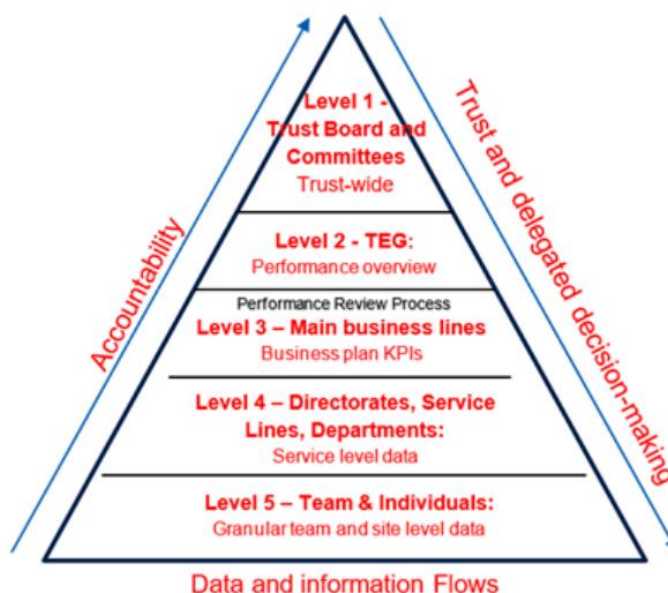 Level 1 -
Trust Board and
Committees
Trust-wide
Level 2 - TEG:
Performance overview
Performance Review Process
Level 3 – Main business lines
Business plan KPIs
Level 4 – Directorates, Service
Lines, Departments:
Service level data
Level 5 – Team & Individuals:
Granular team and site level data
Accountability
Trust and delegated decision-making
Data and information Flows